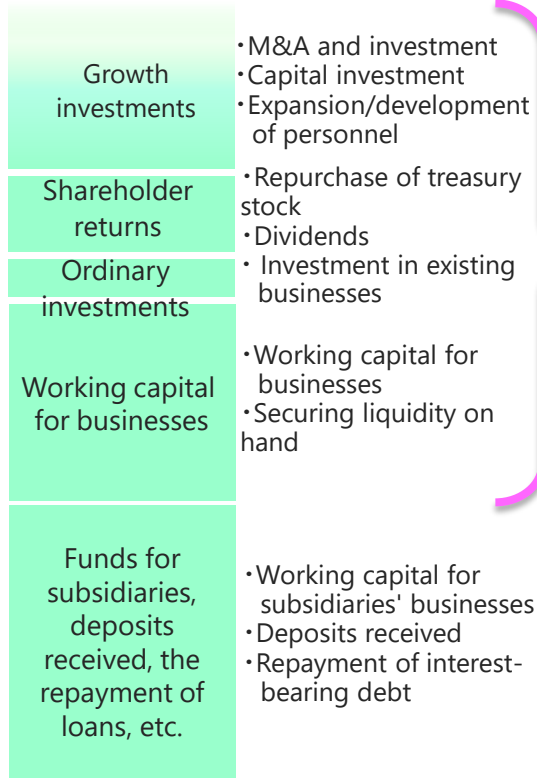 Growth
investments
・M&A and investment
・Capital investment
・Expansion/development
of personnel
Shareholder
returns
・Repurchase of treasury
stock
・Dividends
Ordinary
investments
・ Investment in existing
businesses
Working capital
for businesses
・Working capital for
businesses
・Securing liquidity on
hand
Funds for
subsidiaries,
deposits
received, the
repayment of
loans, etc.
・Working capital for
subsidiaries' businesses
・Deposits received
・Repayment of interest-
bearing debt